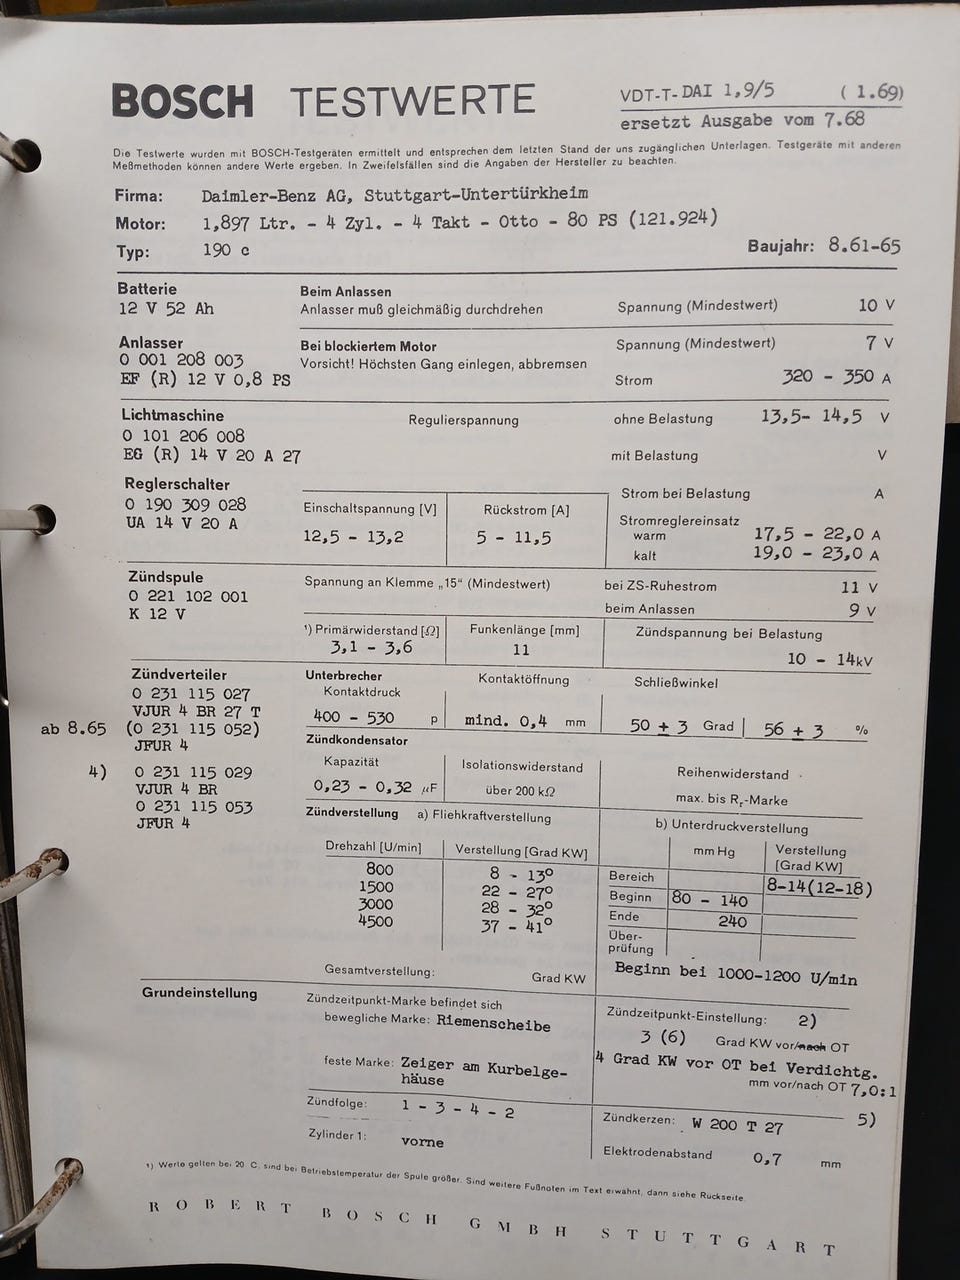 BOSCH TESTWERTE VDT-T-DAI 1,9/5 (1.69)
ersetzt Ausgabe vom 7.68
Die Testwerte wurden mit BOSCH-Testgeräten ermittelt und entsprechen dem letzten Stand der uns zugänglichen Unterlagen. Testgeräte mit anderen
Meßmethoden können andere Werte ergeben. In Zweifelsfällen sind die Angaben der Hersteller zu beachten.
Firma: Daimler-Benz AG, Stuttgart-Untertürkheim
Motor: 1,897 Ltr. - 4 Zyl. - 4 Takt - Otto - 80 PS (121.924)
Typ: 190 c Baujahr: 8.61-65
Batterie Beim Anlassen
12 V 52 Ah Anlasser muß gleichmäßig durchdrehen Spannung (Mindestwert) 10 V
Anlasser Bei blockiertem Motor Spannung (Mindestwert) 7 V
0 001 208 003 Vorsicht! Höchsten Gang einlegen, abbremsen
EF (R) 12 V 0,8 PS Strom 320 - 350 A
Lichtmaschine Regulierspannung ohne Belastung 13,5- 14,5 V
0 101 206 008
EG (R) 14 V 20 A 27 mit Belastung V
Reglerschalter Strom bei Belastung A
0 190 309 028 Einschaltspannung [V] Rückstrom [A] Stromreglereinsatz
UA 14 V 20 A 12,5 - 13,2 5 - 11,5 warm 17,5 - 22,0 A
kalt 19,0 - 23,0 A
Zündspule Spannung an Klemme „15“ (Mindestwert) bei ZS-Ruhestrom 11 V
0 221 102 001
K 12 V beim Anlassen 9 V
¹) Primärwiderstand [Ω] Funkenlänge [mm] Zündspannung bei Belastung
3,1 - 3,6 11 10 - 14kV
Zündverteiler Unterbrecher
0 231 115 027 Kontaktdruck Kontaktöffnung Schließwinkel
VJUR 4 BR 27 T 400 - 530 p mind. 0,4 mm 50 ± 3 Grad 56 ± 3 %
ab 8.65 (0 231 115 052)
JFUR 4 Zündkondensator
4) 0 231 115 029 Kapazität Isolationswiderstand Reihenwiderstand
VJUR 4 BR 0,23 - 0,32 µF über 200 kΩ max. bis Rr-Marke
0 231 115 053
JFUR 4 Zündverstellung a) Fliehkraftverstellung b) Unterdruckverstellung
Drehzahl [U/min] Verstellung [Grad KW] mm Hg Verstellung [Grad KW]
800 8 - 13° Bereich 8-14(12-18)
1500 22 - 27° Beginn 80 - 140
3000 28 - 32° Ende 240
4500 37 - 41° Über-
prüfung
Gesamtverstellung: Grad KW Beginn bei 1000-1200 U/min
Grundeinstellung Zündzeitpunkt-Marke befindet sich Zündzeitpunkt-Einstellung: 2)
bewegliche Marke: Riemenscheibe 3 (6) Grad KW vor/nach OT
feste Marke: Zeiger am Kurbelge- 4 Grad KW vor OT bei Verdichtg.
häuse mm vor/nach OT 7,0:1
Zündfolge: 1 - 3 - 4 - 2 Zündkerzen: W 200 T 27 5)
Zylinder 1: vorne Elektrodenabstand 0,7 mm
¹) Werte gelten bei 20 C, sind bei Betriebstemperatur der Spule größer. Sind weitere Fußnoten im Text erwähnt, dann siehe Rückseite.
ROBERT BOSCH GMBH STUTTGART